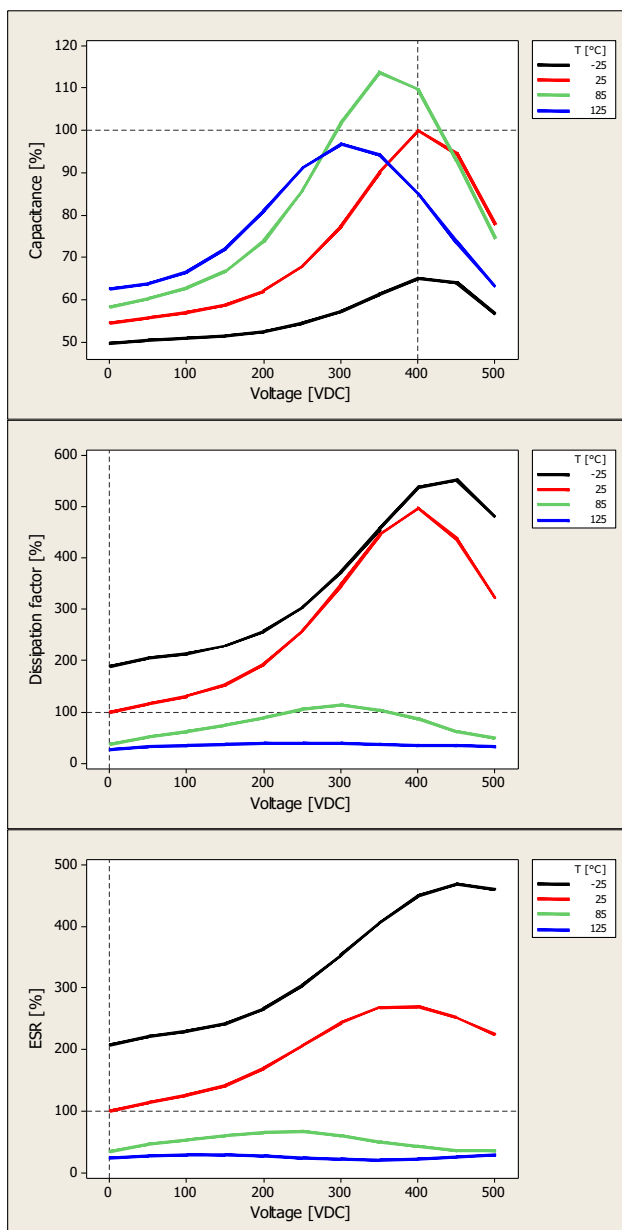 120
110
100
90
80
70
60
50
Capacitance [%]
0 100 200 300 400 500
Voltage [VDC]
T [°C]
-25
25
85
125
600
500
400
300
200
100
0
Dissipation factor [%]
0 100 200 300 400 500
Voltage [VDC]
T [°C]
-25
25
85
125
500
400
300
200
100
0
ESR [%]
0 100 200 300 400 500
Voltage [VDC]
T [°C]
-25
25
85
125